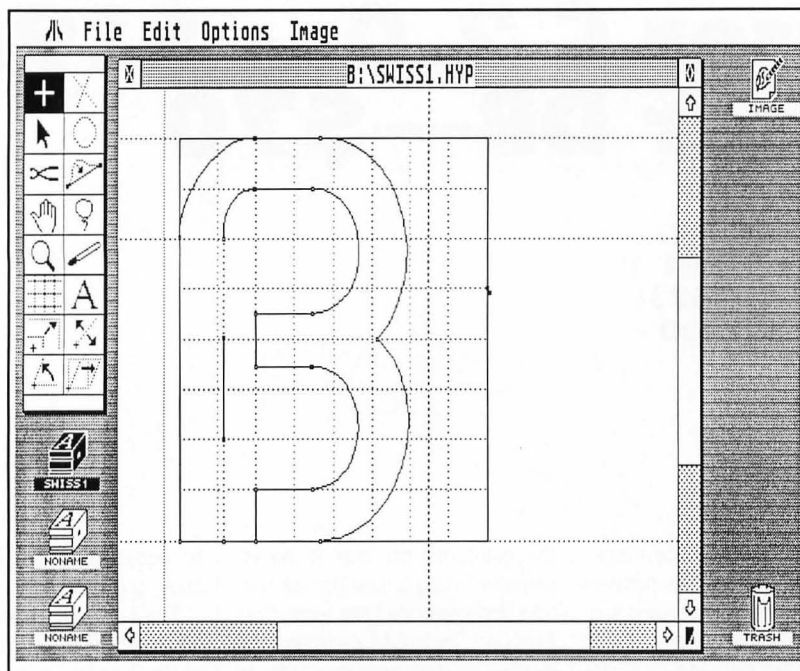 File Edit Options Image
B:\SWISS1.HYP
IMAGE
A
SWISS1
NONAME
NONAME
TRASH